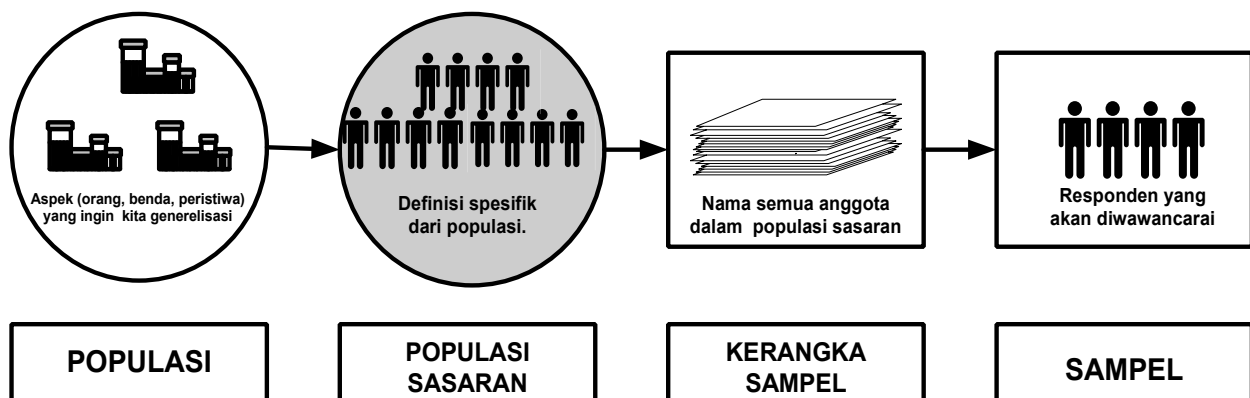 Aspek (orang, benda, peristiwa)
yang ingin kita generelisasi
Definisi spesifik
dari populasi.
Nama semua anggota
dalam populasi sasaran
Responden yang
akan diwawancarai
POPULASI
POPULASI
SASARAN
KERANGKA
SAMPEL
SAMPEL